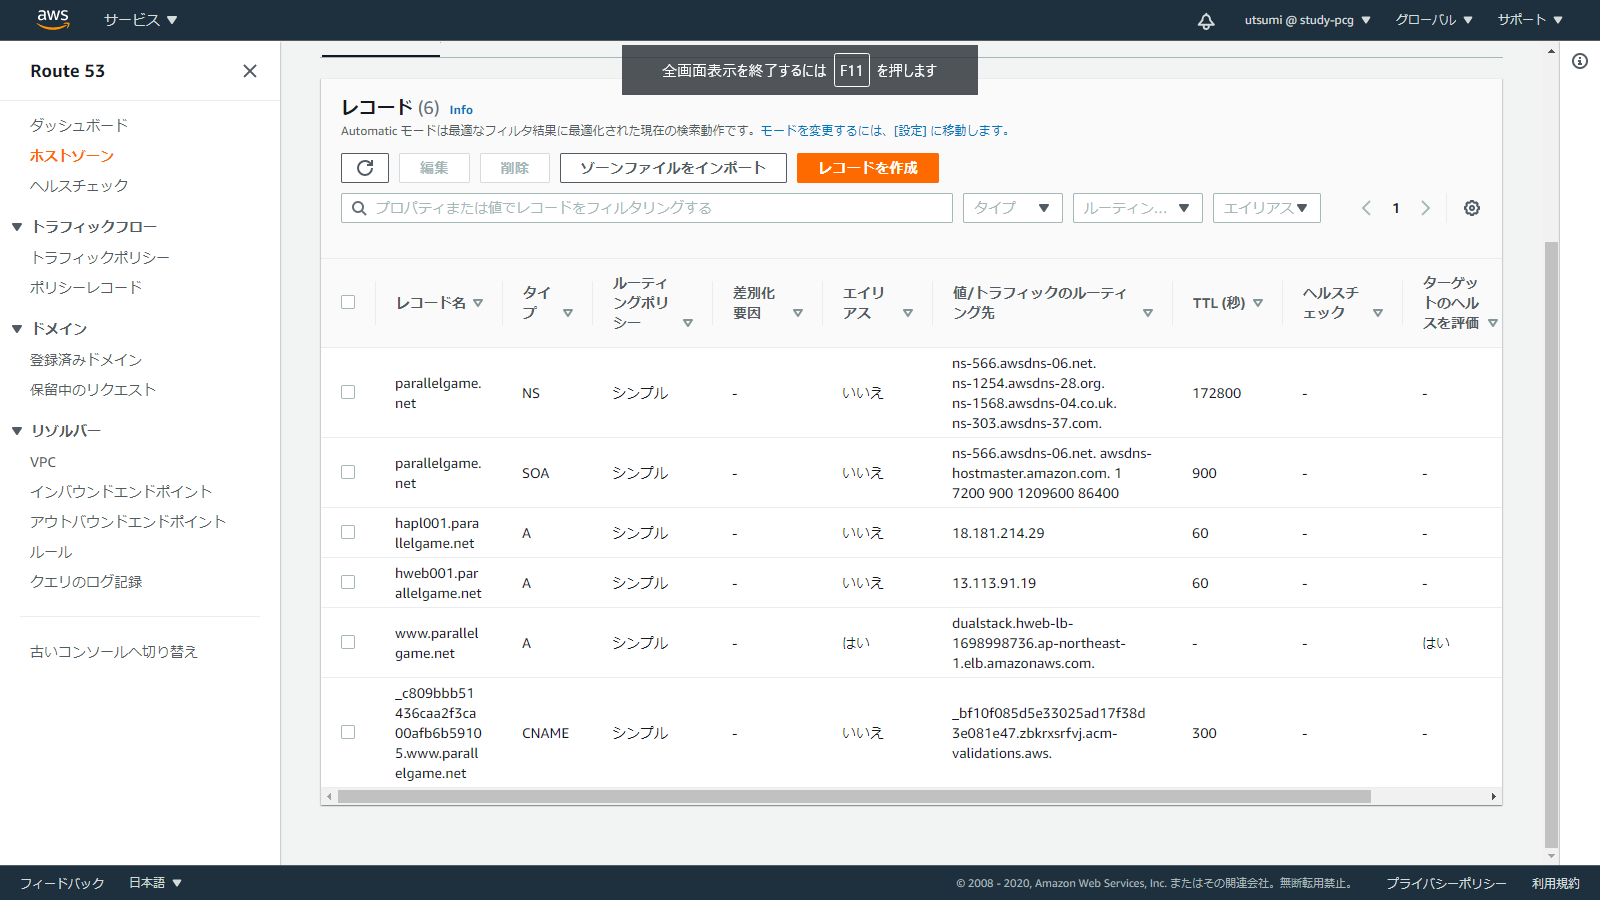 aws サービス ▼ utsumi @ study-pcg ▼ グローバル ▼ サポート ▼
Route 53
ダッシュボード
ホストゾーン
ヘルスチェック
▼ トラフィックフロー
トラフィックポリシー
ポリシーレコード
▼ ドメイン
登録済みドメイン
保留中のリクエスト
▼ リゾルバー
VPC
インバウンドエンドポイント
アウトバウンドエンドポイント
ルール
クエリのログ記録
古いコンソールへ切り替え
全画面表示を終了するには F11 を押します
レコード (6) Info
Automatic モードは最適なフィルタ結果に最適化された現在の検索動作です。モードを変更するには、[設定] に移動します。
編集 削除 ゾーンファイルをインポート レコードを作成
プロパティまたは値でレコードをフィルタリングする タイプ ▼ ルーティン... ▼ エイリアス ▼ 1
レコード名
タイ
プ
ルーティ
ングポリ
シー
差別化
要因
エイリ
アス
値/トラフィックのルーティ
ング先
TTL (秒)
ヘルスチ
ェック
ターゲッ
トのヘル
スを評価
parallelgame.
net
NS
シンプル
-
いいえ
ns-566.awsdns-06.net.
ns-1254.awsdns-28.org.
ns-1568.awsdns-04.co.uk.
ns-303.awsdns-37.com.
172800
-
-
parallelgame.
net
SOA
シンプル
-
いいえ
ns-566.awsdns-06.net. awsdns-
hostmaster.amazon.com. 1
7200 900 1209600 86400
900
-
-
hapl001.para
llelgame.net
A
シンプル
-
いいえ
18.181.214.29
60
-
-
hweb001.par
allelgame.net
A
シンプル
-
いいえ
13.113.91.19
60
-
-
www.parallel
game.net
A
シンプル
-
はい
dualstack.hweb-lb-
1698998736.ap-northeast-
1.elb.amazonaws.com.
-
-
はい
_c809bbb51
436caa2f3ca
00afb6b5910
5.www.parall
elgame.net
CNAME
シンプル
-
いいえ
_bf10f085d5e33025ad17f38d
3e081e47.zbkrxsrfvj.acm-
validations.aws.
300
-
-
フィードバック 日本語 ▼ © 2008 - 2020, Amazon Web Services, Inc. またはその関連会社。無断転用禁止。 プライバシーポリシー 利用規約